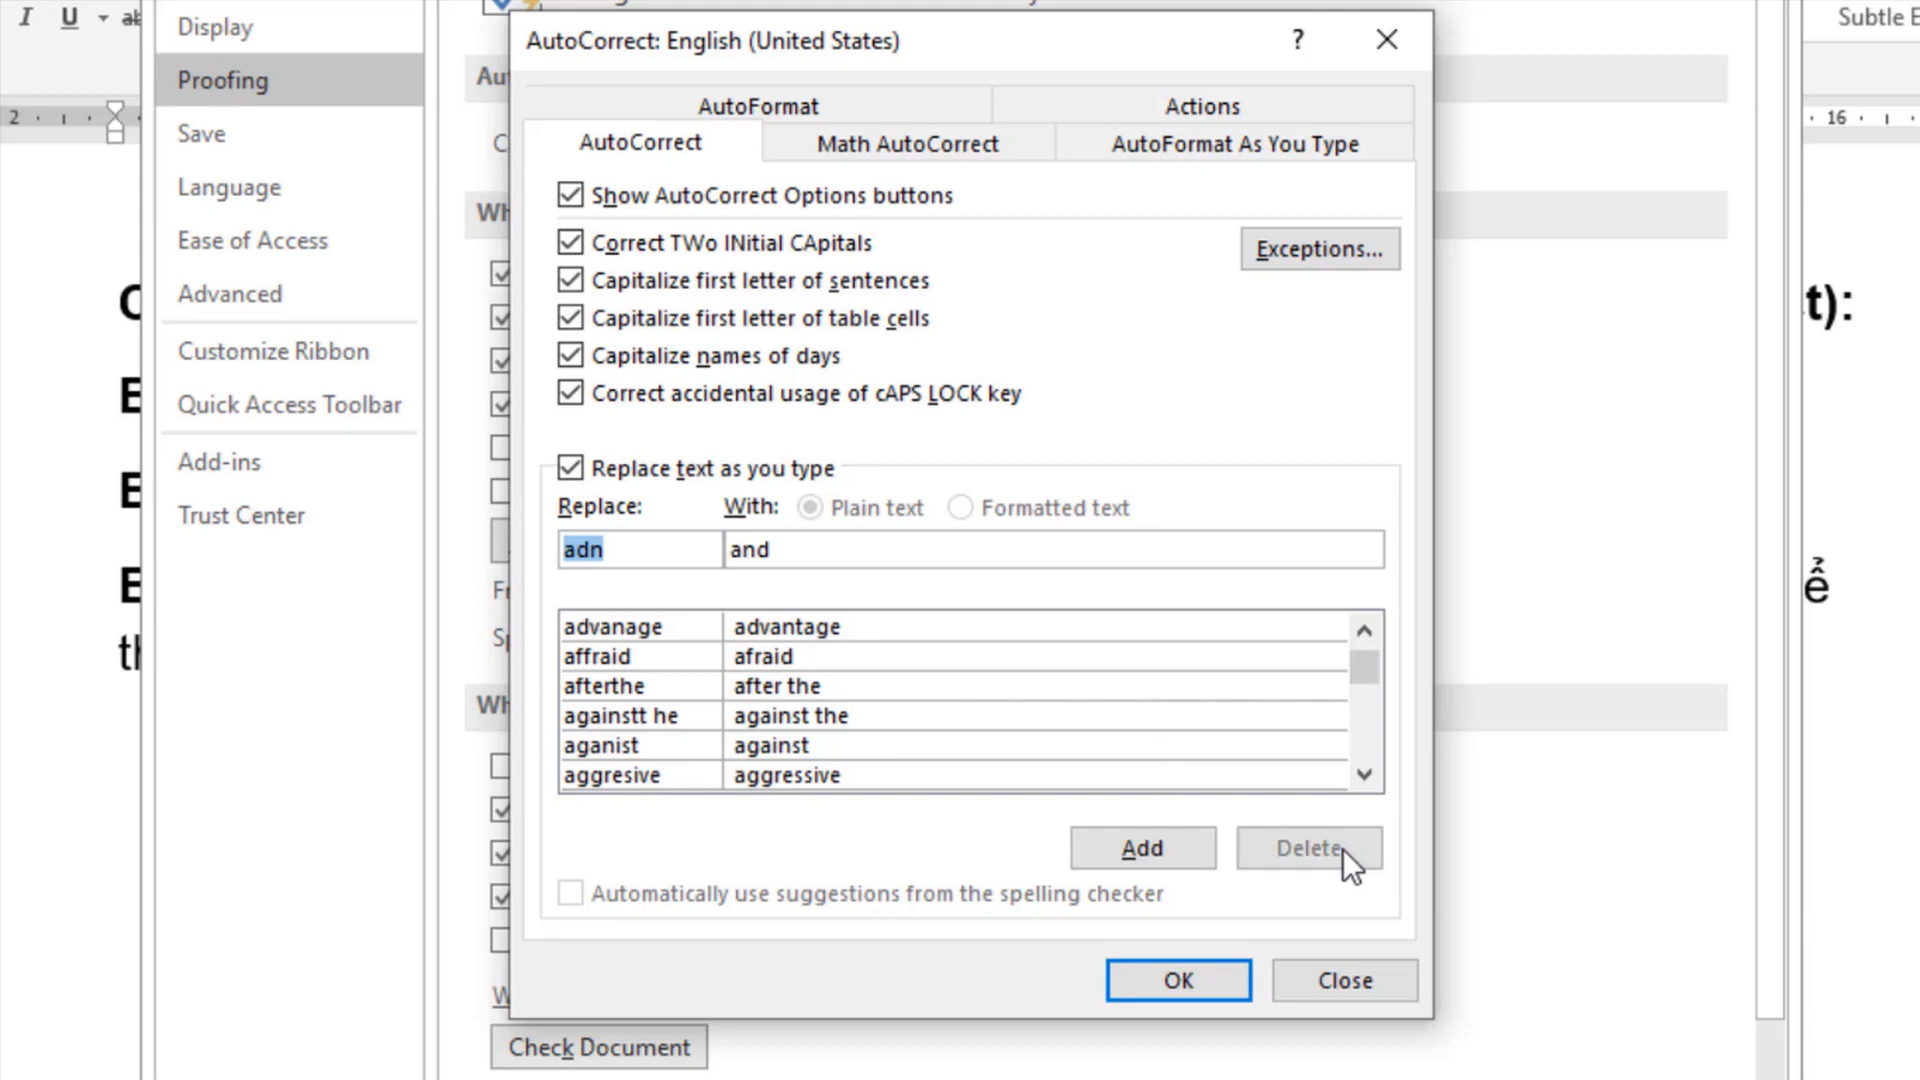 I U ab
Subtle E
2
16
Display
Proofing
Save
Language
Ease of Access
Advanced
Customize Ribbon
Quick Access Toolbar
Add-ins
Trust Center
AutoCorrect: English (United States)
?
AutoFormat Actions
AutoCorrect Math AutoCorrect AutoFormat As You Type
Show AutoCorrect Options buttons
Correct TWo INitial CApitals
Exceptions...
Capitalize first letter of sentences
Capitalize first letter of table cells
Capitalize names of days
Correct accidental usage of cAPS LOCK key
Replace text as you type
Replace: With: Plain text Formatted text
adn and
advanage advantage
affraid afraid
afterthe after the
againstt he against the
aganist against
aggresive aggressive
Add Delete
Automatically use suggestions from the spelling checker
OK Close
Check Document
t):
ể